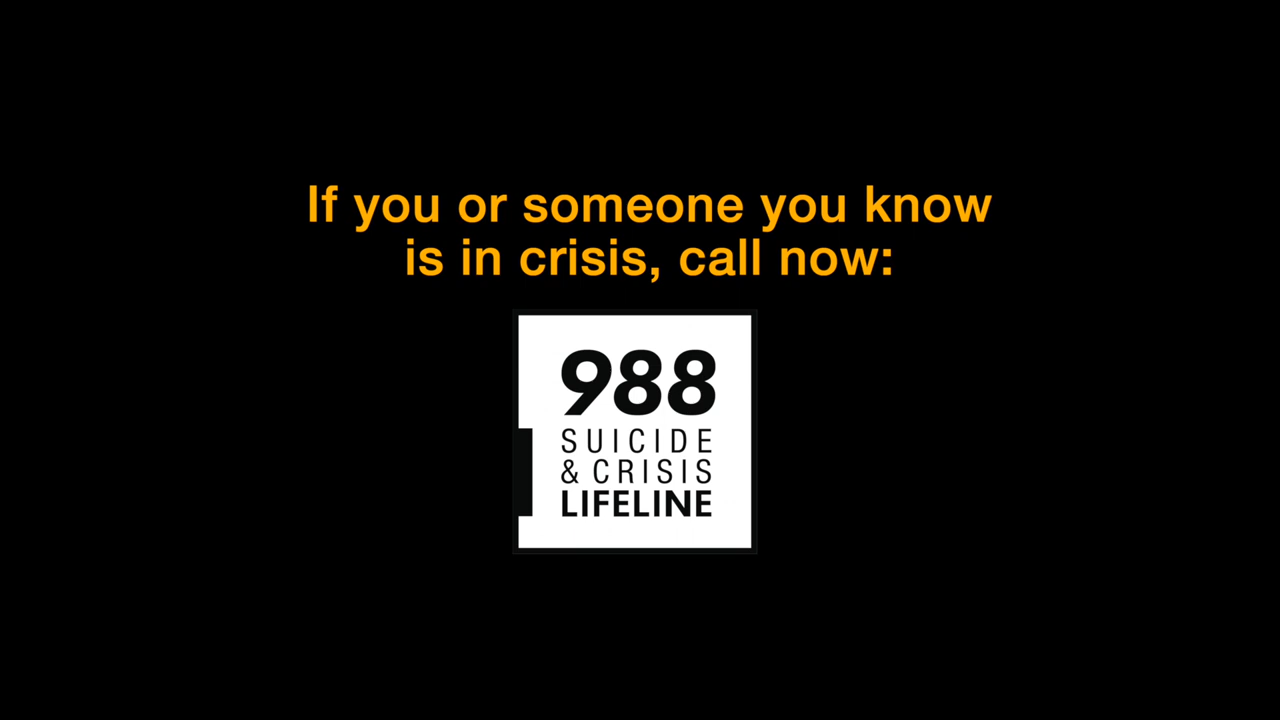 If you or someone you know
is in crisis, call now:
988
SUICIDE
& CRISIS
LIFELINE